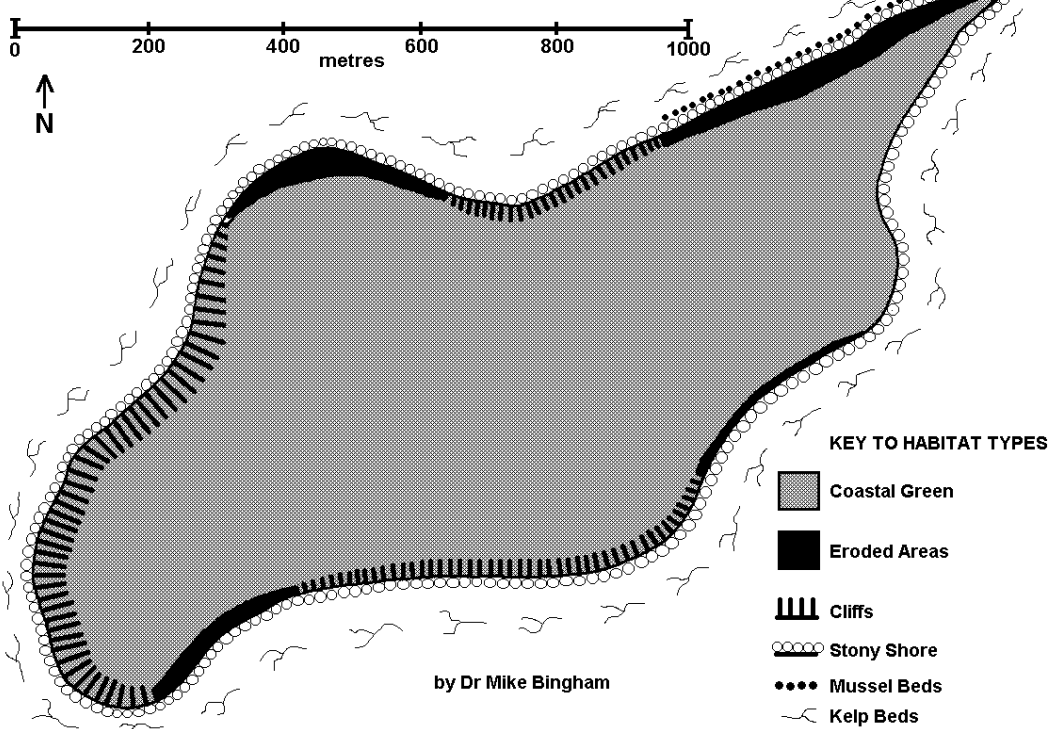 0 200 400 600 800 1000
metres
N
KEY TO HABITAT TYPES
Coastal Green
Eroded Areas
Cliffs
Stony Shore
Mussel Beds
Kelp Beds
by Dr Mike Bingham